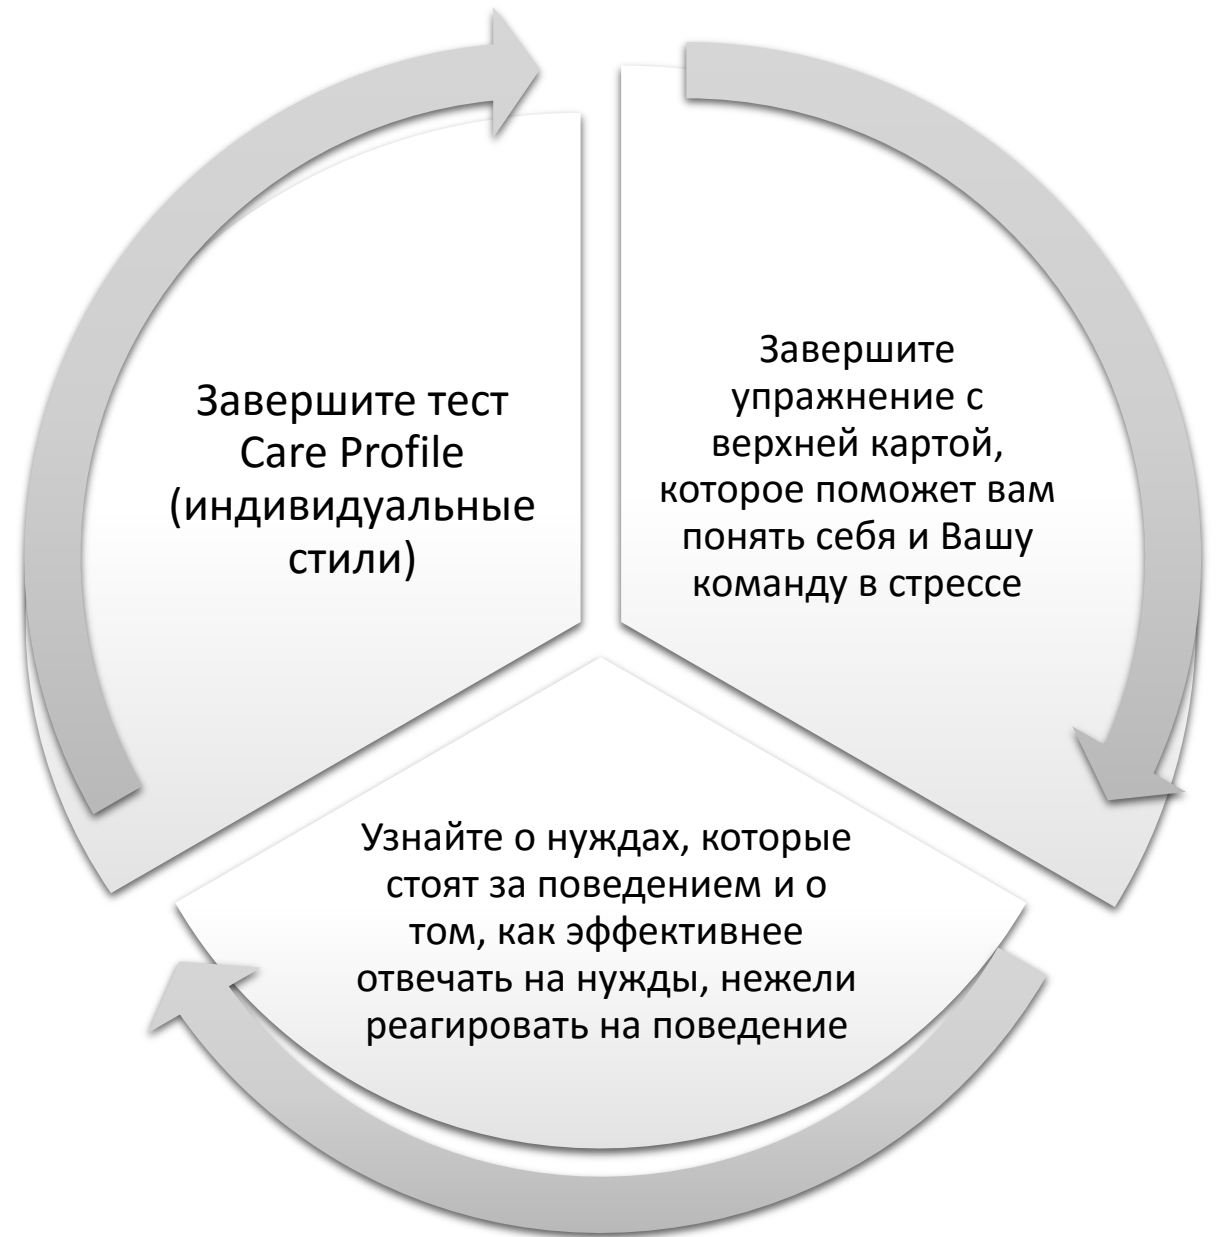 Завершите тест
Care Profile
(индивидуальные
стили)
Завершите
упражнение с
верхней картой,
которое поможет вам
понять себя и Вашу
команду в стрессе
Узнайте о нуждах, которые
стоят за поведением и о
том, как эффективнее
отвечать на нужды, нежели
реагировать на поведение